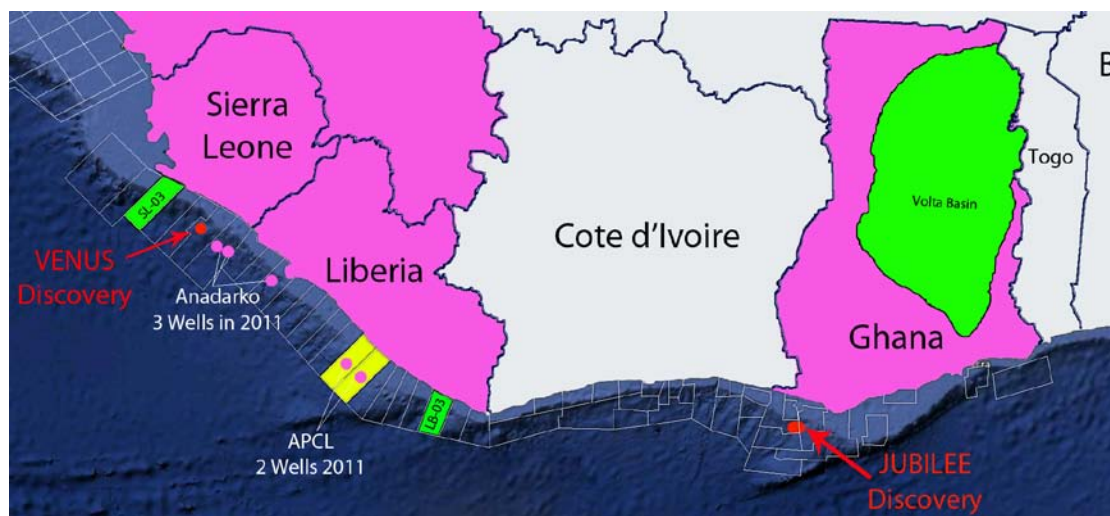 Sierra
Leone
SL-03
VENUS
Discovery
Anadarko
3 Wells in 2011
Liberia
APCL
2 Wells 2011
LB-03
Cote d'Ivoire
Volta Basin
Ghana
Togo
B
JUBILEE
Discovery